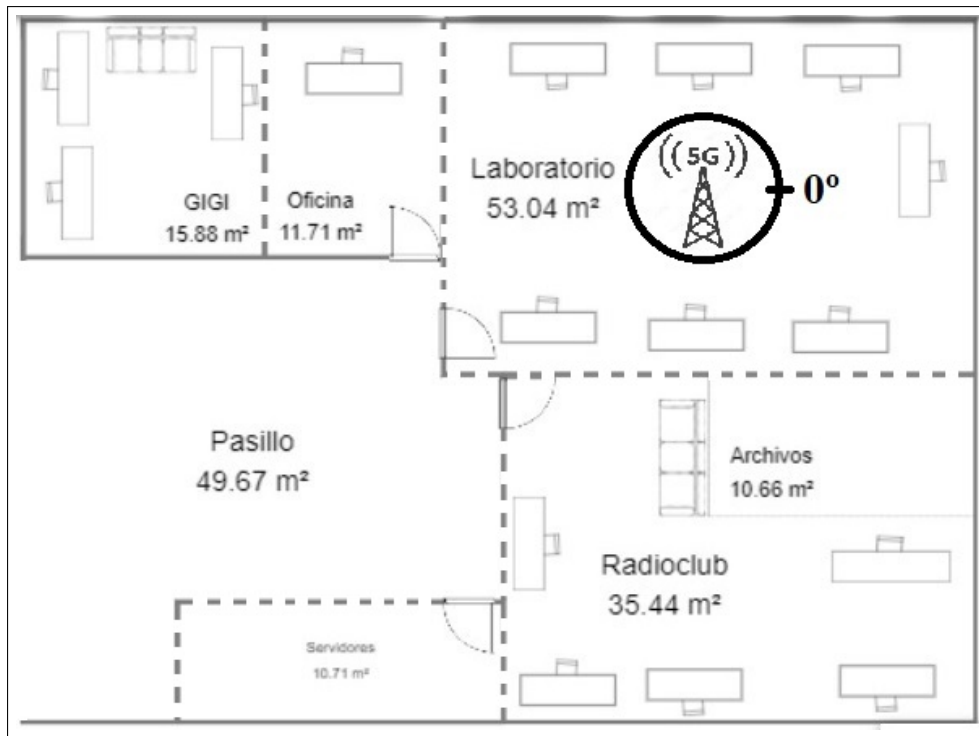 GIGI
15.88 m²
Oficina
11.71 m²
Laboratorio
53.04 m²
((5G))
0º
Pasillo
49.67 m²
Archivos
10.66 m²
Radioclub
35.44 m²
Servidores
10.71 m²